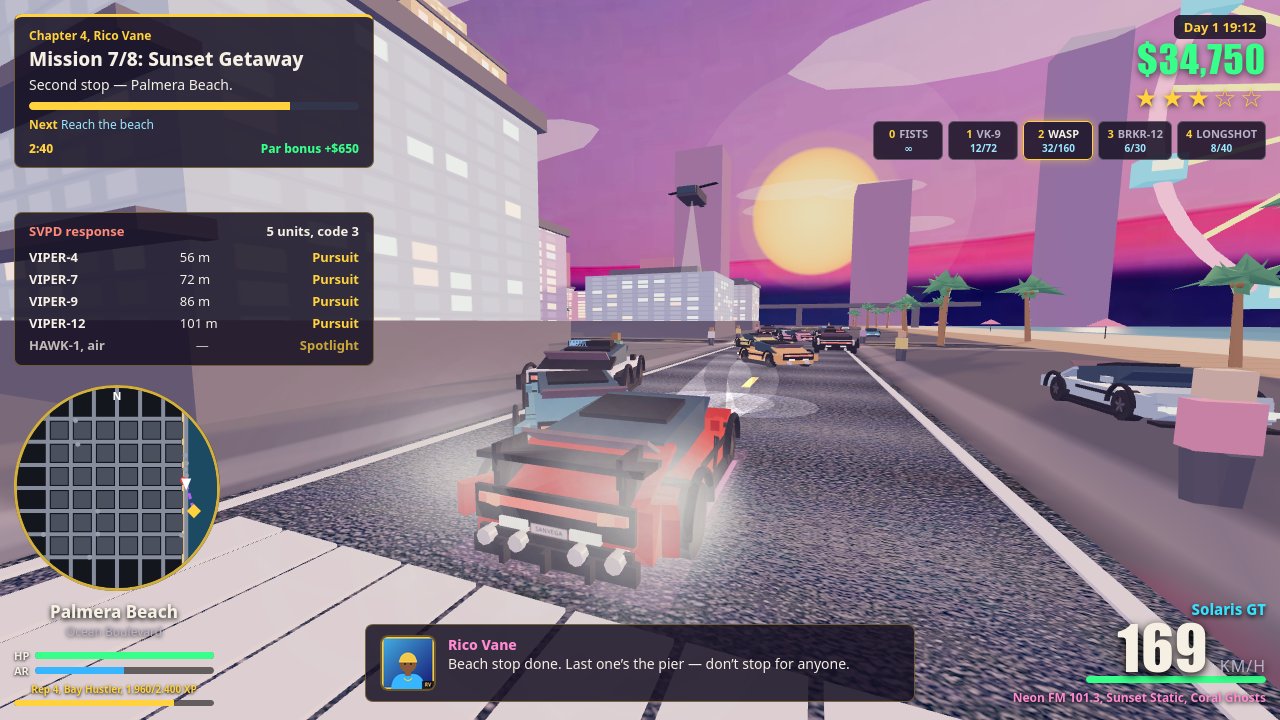 Chapter 4, Rico Vane
Mission 7/8: Sunset Getaway
Second stop — Palmera Beach.
Next Reach the beach
2:40 Par bonus +$650
SVPD response 5 units, code 3
VIPER-4 56 m Pursuit
VIPER-7 72 m Pursuit
VIPER-9 86 m Pursuit
VIPER-12 101 m Pursuit
HAWK-1, air — Spotlight
N
Palmera Beach
Ocean Boulevard
HP
AR
Rep 4, Bay Hustler, 1 960/2 400 XP
Day 1 19:12
$34,750
0 FISTS 1 VK-9 2 WASP 3 BRKR-12 4 LONGSHOT
∞ 12/72 32/160 6/30 8/40
SANVEGA
Rico Vane
Beach stop done. Last one's the pier — don't stop for anyone.
RV
Solaris GT
169 KM/H
Neon FM 101.3, Sunset Static, Coral Ghosts